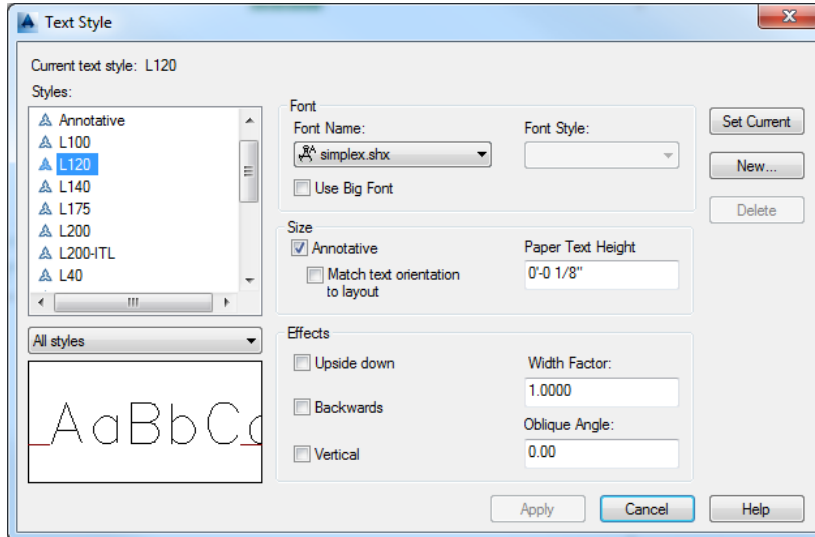 Text Style
Current text style: L120
Styles:
Annotative
L100
L120
L140
L175
L200
L200-ITL
L40
All styles
AaBbC
Font
Font Name:
simplex.shx
Use Big Font
Font Style:
Size
Annotative
Match text orientation
to layout
Paper Text Height
0'-0 1/8"
Effects
Upside down
Backwards
Vertical
Width Factor:
1.0000
Oblique Angle:
0.00
Set Current
New...
Delete
Apply
Cancel
Help